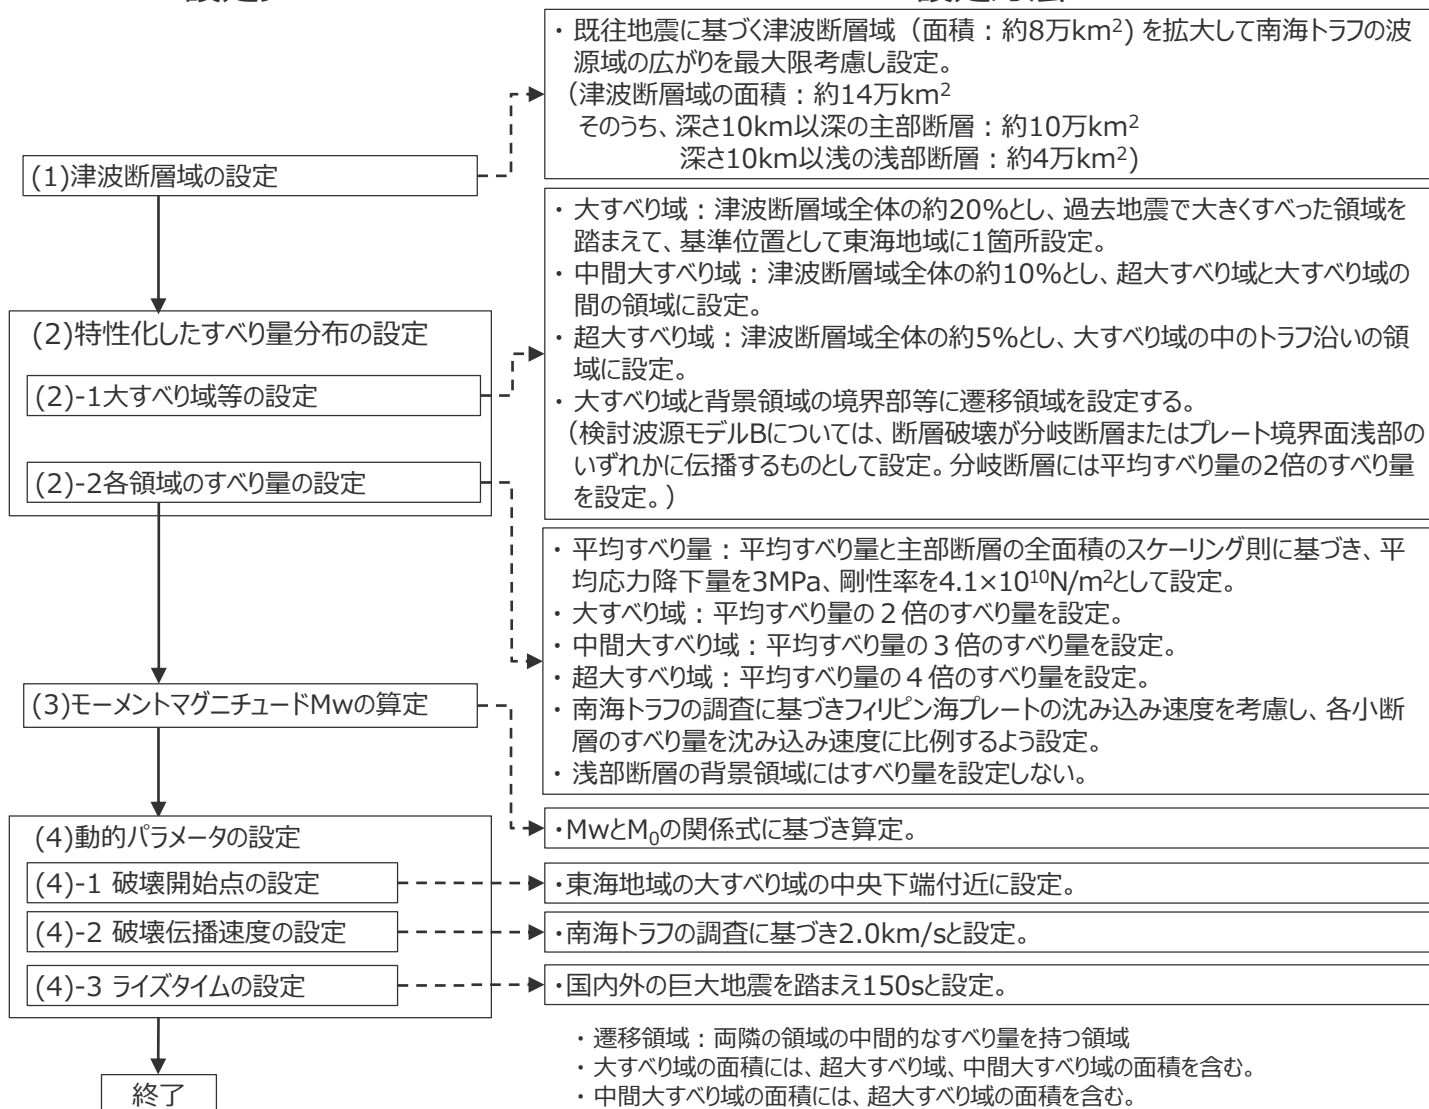 ・ 既往地震に基づく津波断層域（面積：約8万km2) を拡大して南海トラフの波
源域の広がりを最大限考慮し設定。
（津波断層域の面積：約14万km2
そのうち、深さ10km以深の主部断層：約10万km2
深さ10km以浅の浅部断層：約4万km2)
(1)津波断層域の設定
・ 大すべり域：津波断層域全体の約20%とし、過去地震で大きくすべった領域を
踏まえて、基準位置として東海地域に1箇所設定。
・ 中間大すべり域：津波断層域全体の約10%とし、超大すべり域と大すべり域の
間の領域に設定。
・ 超大すべり域：津波断層域全体の約5%とし、大すべり域の中のトラフ沿いの領
域に設定。
・ 大すべり域と背景領域の境界部等に遷移領域を設定する。
（検討波源モデルBについては、断層破壊が分岐断層またはプレート境界面浅部の
いずれかに伝播するものとして設定。分岐断層には平均すべり量の2倍のすべり量
を設定。）
(2)特性化したすべり量分布の設定
(2)-1大すべり域等の設定
(2)-2各領域のすべり量の設定
・ 平均すべり量：平均すべり量と主部断層の全面積のスケーリング則に基づき、平
均応力降下量を3MPa、剛性率を4.1×1010N/m2として設定。
・ 大すべり域：平均すべり量の２倍のすべり量を設定。
・ 中間大すべり域：平均すべり量の３倍のすべり量を設定。
・ 超大すべり域：平均すべり量の４倍のすべり量を設定。
・ 南海トラフの調査に基づきフィリピン海プレートの沈み込み速度を考慮し、各小断
層のすべり量を沈み込み速度に比例するよう設定。
・ 浅部断層の背景領域にはすべり量を設定しない。
(3)モーメントマグニチュードMwの算定
・MwとM0の関係式に基づき算定。
(4)動的パラメータの設定
(4)-1 破壊開始点の設定
・東海地域の大すべり域の中央下端付近に設定。
(4)-2 破壊伝播速度の設定
・南海トラフの調査に基づき2.0km/sと設定。
(4)-3 ライズタイムの設定
・国内外の巨大地震を踏まえ150sと設定。
・ 遷移領域：両隣の領域の中間的なすべり量を持つ領域
・ 大すべり域の面積には、超大すべり域、中間大すべり域の面積を含む。
・ 中間大すべり域の面積には、超大すべり域の面積を含む。
終了